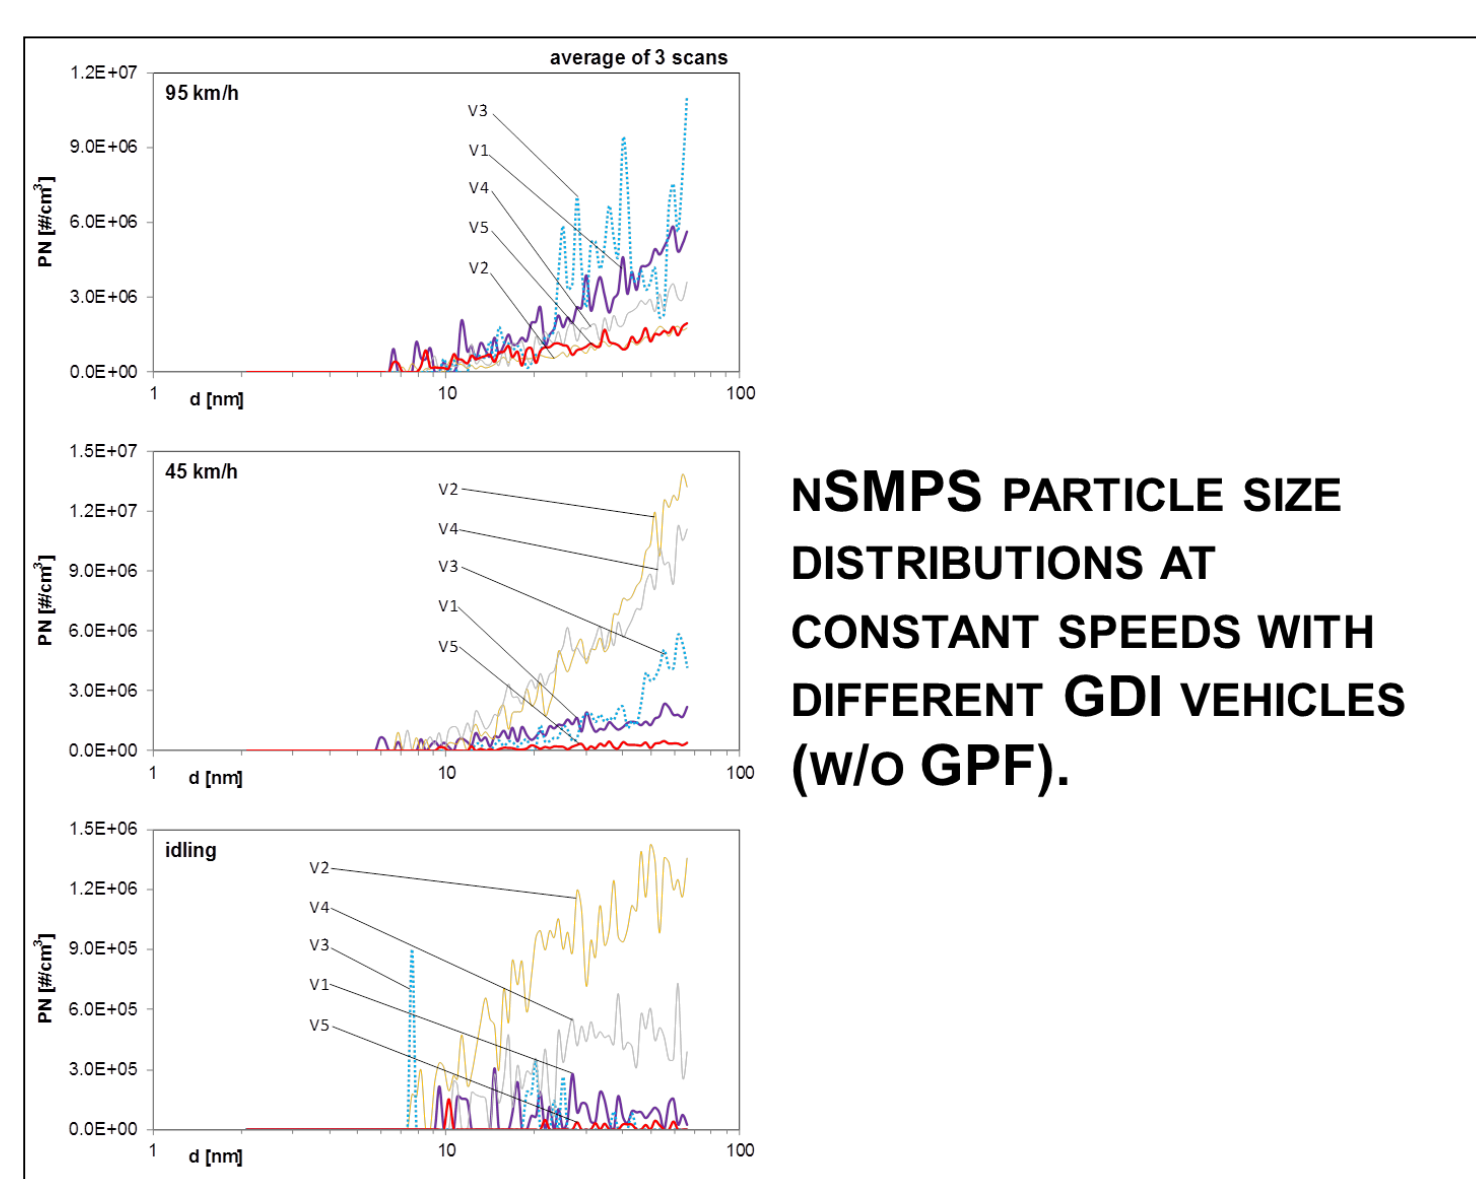 average of 3 scans
1.2E+07
95 km/h
V3
9.0E+06
V1
V4
6.0E+06
V5
V2
3.0E+06
0.0E+00
PN [#/cm³]
1 10 100
d [nm]
1.5E+07
45 km/h
V2
1.2E+07
V4
9.0E+06
V3
V1
6.0E+06
V5
3.0E+06
0.0E+00
PN [#/cm³]
1 10 100
d [nm]
NSMPS PARTICLE SIZE
DISTRIBUTIONS AT
CONSTANT SPEEDS WITH
DIFFERENT GDI VEHICLES
(W/O GPF).
1.5E+06
idling
V2
1.2E+06
V4
V3
9.0E+05
V1
6.0E+05
V5
3.0E+05
0.0E+00
PN [#/cm³]
1 10 100
d [nm]